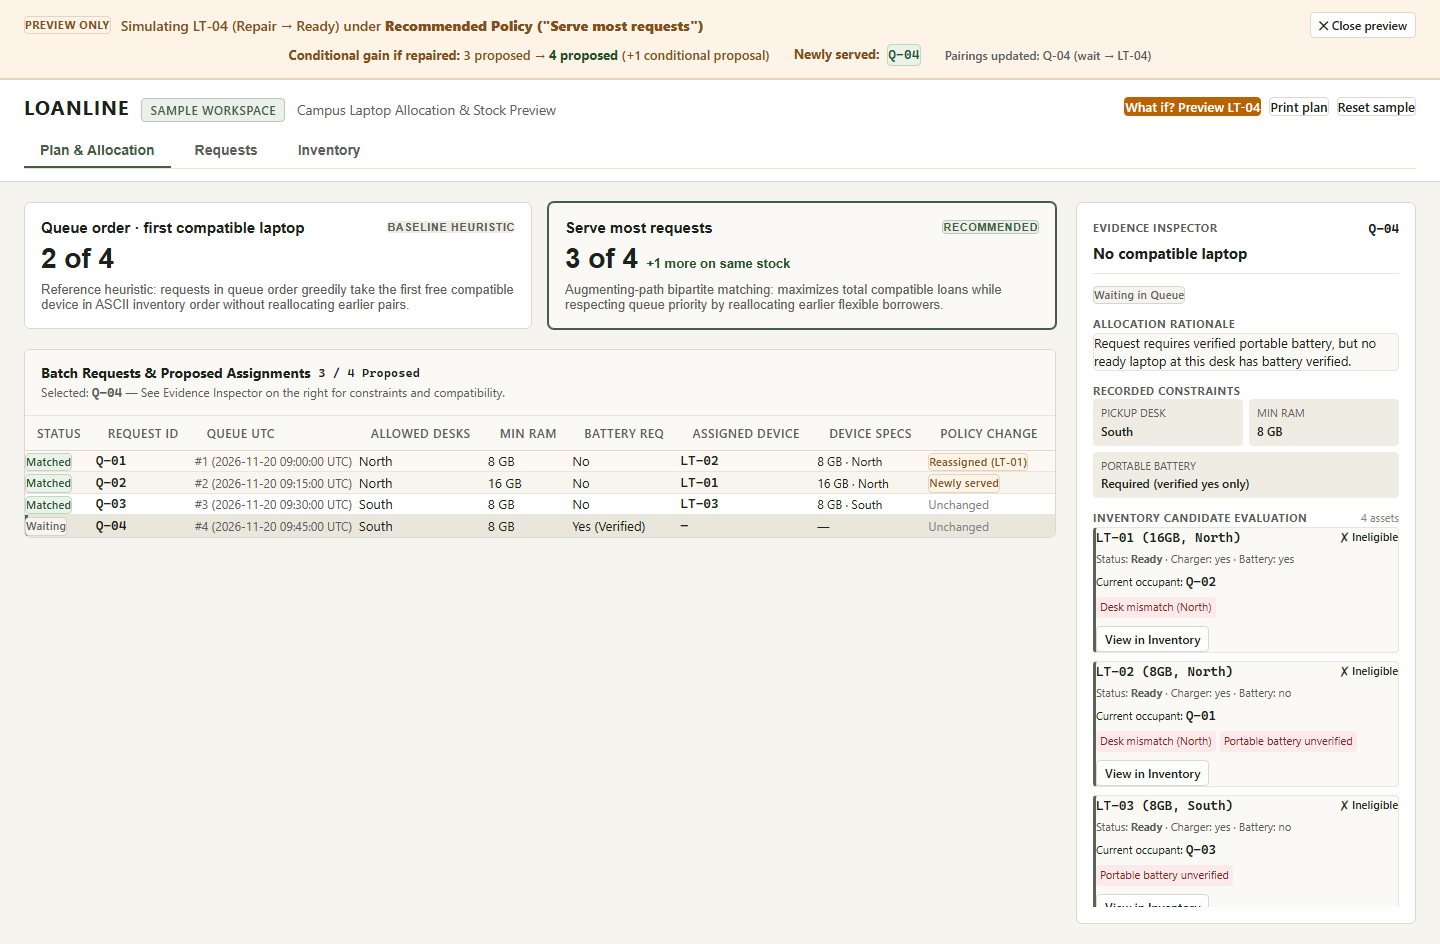 PREVIEW ONLY Simulating LT-04 (Repair → Ready) under Recommended Policy ("Serve most requests")
✕ Close preview
Conditional gain if repaired: 3 proposed → 4 proposed (+1 conditional proposal) Newly served: Q-04 Pairings updated: Q-04 (wait → LT-04)
LOANLINE SAMPLE WORKSPACE Campus Laptop Allocation & Stock Preview
What if? Preview LT-04 Print plan Reset sample
Plan & Allocation Requests Inventory
Queue order · first compatible laptop BASELINE HEURISTIC
2 of 4
Reference heuristic: requests in queue order greedily take the first free compatible
device in ASCII inventory order without reallocating earlier pairs.
Serve most requests RECOMMENDED
3 of 4 +1 more on same stock
Augmenting-path bipartite matching: maximizes total compatible loans while
respecting queue priority by reallocating earlier flexible borrowers.
Batch Requests & Proposed Assignments 3 / 4 Proposed
Selected: Q-04 — See Evidence Inspector on the right for constraints and compatibility.
STATUS REQUEST ID QUEUE UTC ALLOWED DESKS MIN RAM BATTERY REQ ASSIGNED DEVICE DEVICE SPECS POLICY CHANGE
Matched Q-01 #1 (2026-11-20 09:00:00 UTC) North 8 GB No LT-02 8 GB · North Reassigned (LT-01)
Matched Q-02 #2 (2026-11-20 09:15:00 UTC) North 16 GB No LT-01 16 GB · North Newly served
Matched Q-03 #3 (2026-11-20 09:30:00 UTC) South 8 GB No LT-03 8 GB · South Unchanged
Waiting Q-04 #4 (2026-11-20 09:45:00 UTC) South 8 GB Yes (Verified) — — Unchanged
EVIDENCE INSPECTOR Q-04
No compatible laptop
Waiting in Queue
ALLOCATION RATIONALE
Request requires verified portable battery, but no
ready laptop at this desk has battery verified.
RECORDED CONSTRAINTS
PICKUP DESK
South
MIN RAM
8 GB
PORTABLE BATTERY
Required (verified yes only)
INVENTORY CANDIDATE EVALUATION 4 assets
LT-01 (16GB, North) ✗ Ineligible
Status: Ready · Charger: yes · Battery: yes
Current occupant: Q-02
Desk mismatch (North)
View in Inventory
LT-02 (8GB, North) ✗ Ineligible
Status: Ready · Charger: yes · Battery: no
Current occupant: Q-01
Desk mismatch (North) Portable battery unverified
View in Inventory
LT-03 (8GB, South) ✗ Ineligible
Status: Ready · Charger: yes · Battery: no
Current occupant: Q-03
Portable battery unverified
View in Inventory